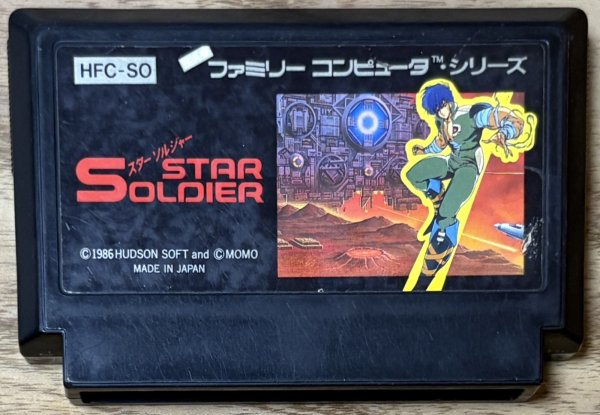 HFC-SO
ファミリー コンピュータ™・シリーズ
スターソルジャー
STAR
SOLDIER
©1986 HUDSON SOFT and ©MOMO
MADE IN JAPAN